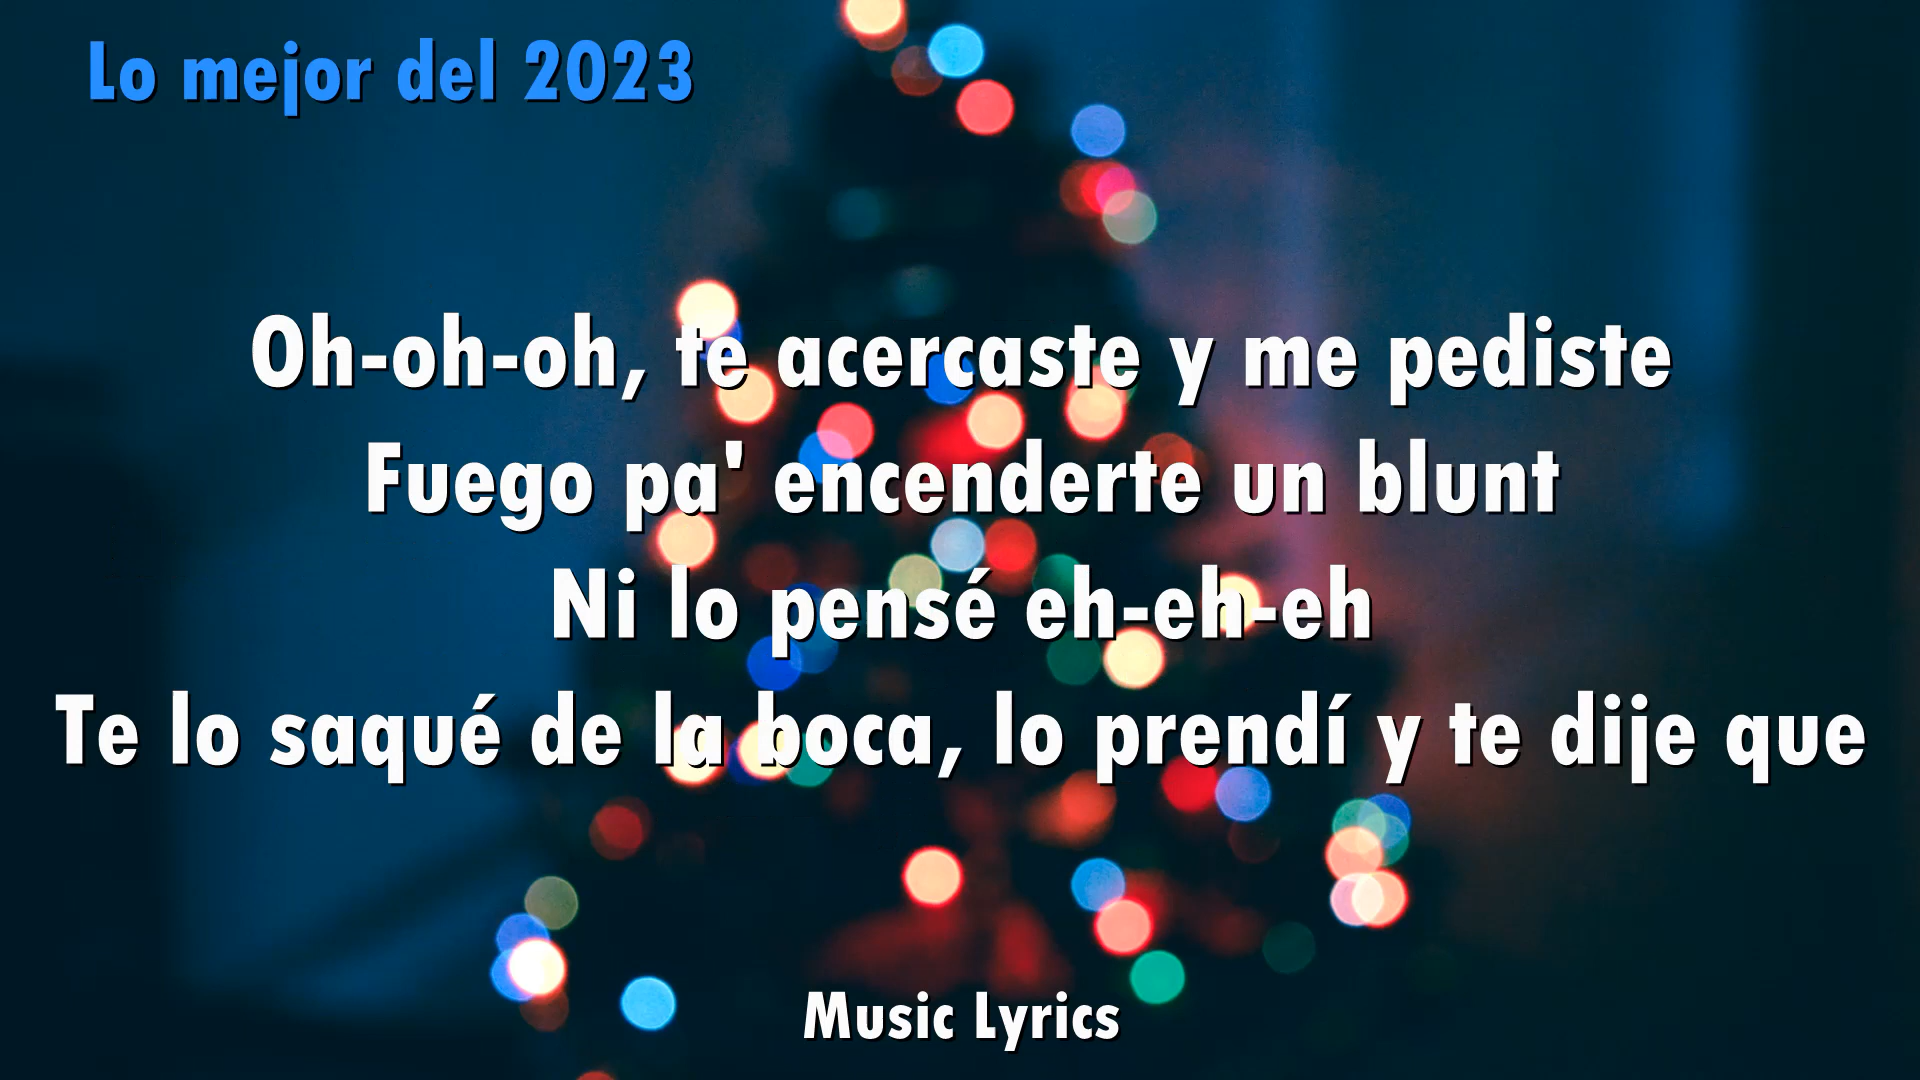 Lo mejor del 2023
Oh-oh-oh, te acercaste y me pediste
Fuego pa' encenderte un blunt
Ni lo pensé eh-eh-eh
Te lo saqué de la boca, lo prendí y te dije que
Music Lyrics